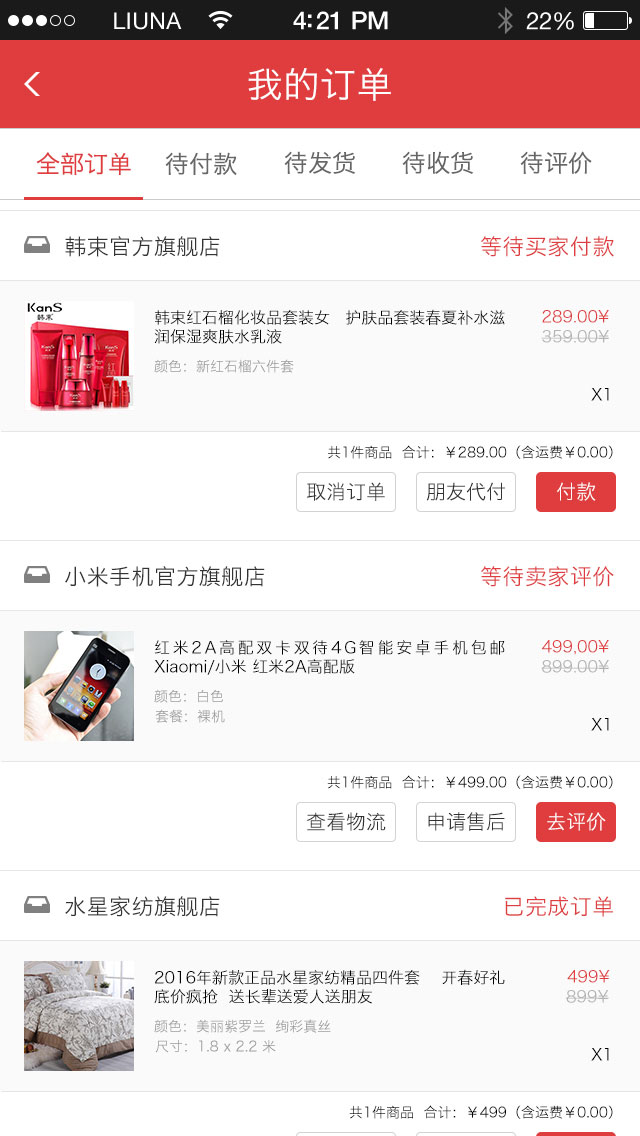 LIUNA 4:21 PM 22%
我的订单
全部订单 待付款 待发货 待收货 待评价
韩束官方旗舰店 等待买家付款
KanS
韩束
韩束红石榴化妆品套装女 护肤品套装春夏补水滋 289.00¥
润保湿爽肤水乳液 359.00¥
颜色：新红石榴六件套
X1
共1件商品 合计：￥289.00（含运费￥0.00）
取消订单 朋友代付 付款
小米手机官方旗舰店 等待卖家评价
红米2A高配双卡双待4G智能安卓手机包邮 499,00¥
Xiaomi/小米 红米2A高配版 899.00¥
颜色：白色
套餐：裸机
X1
共1件商品 合计：￥499.00（含运费￥0.00）
查看物流 申请售后 去评价
水星家纺旗舰店 已完成订单
2016年新款正品水星家纺精品四件套 开春好礼 499¥
底价疯抢 送长辈送爱人送朋友 899¥
颜色：美丽紫罗兰 绚彩真丝
尺寸：1.8 x 2.2 米
X1
共1件商品 合计：￥499（含运费￥0.00）